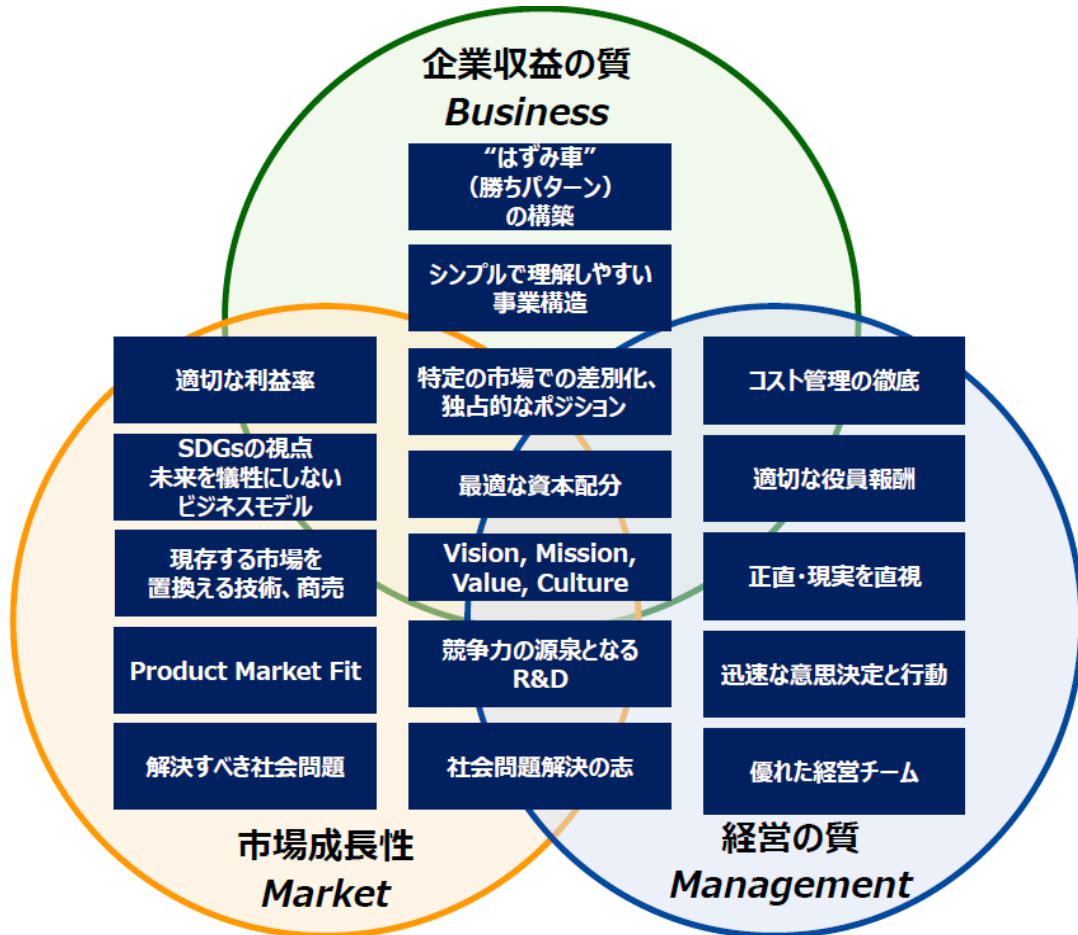 企業収益の質
Business
“はずみ車”
（勝ちパターン）
の構築
シンプルで理解しやすい
事業構造
適切な利益率
特定の市場での差別化、
独占的なポジション
コスト管理の徹底
SDGsの視点
未来を犠牲にしない
ビジネスモデル
最適な資本配分
適切な役員報酬
現存する市場を
置換える技術、商売
Vision, Mission,
Value, Culture
正直・現実を直視
Product Market Fit
競争力の源泉となる
R&D
迅速な意思決定と行動
解決すべき社会問題
社会問題解決の志
優れた経営チーム
市場成長性
Market
経営の質
Management